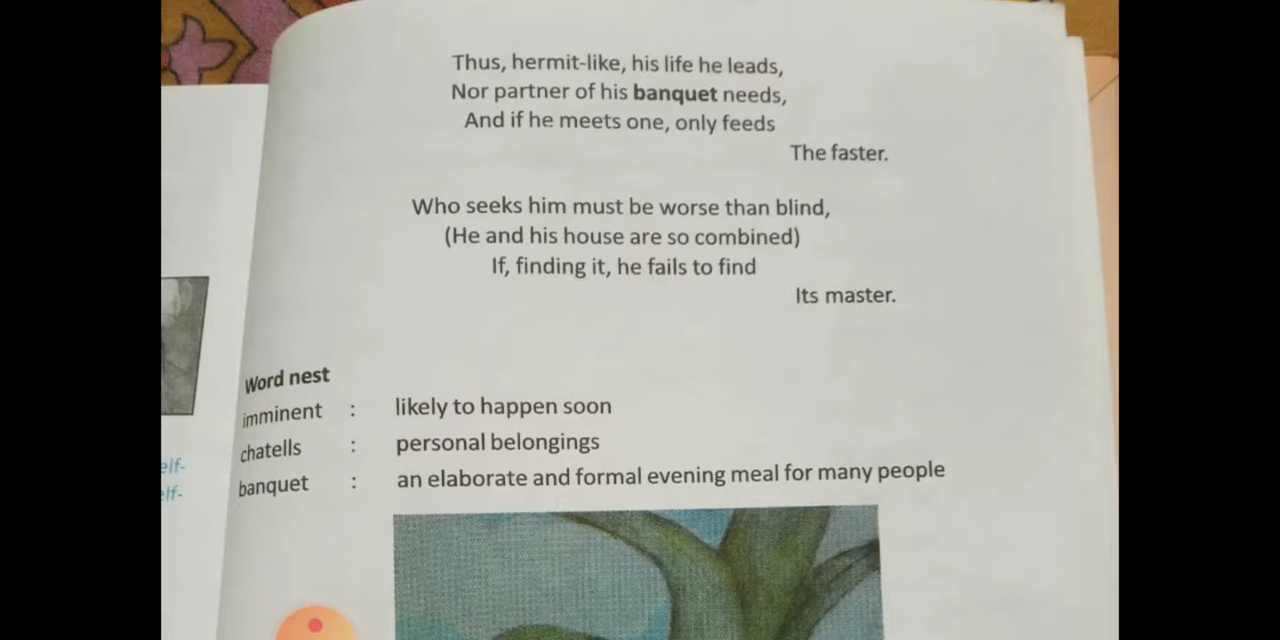 Thus, hermit-like, his life he leads,
Nor partner of his banquet needs,
And if he meets one, only feeds
The faster.
Who seeks him must be worse than blind,
(He and his house are so combined)
If, finding it, he fails to find
Its master.
Word nest
imminent : likely to happen soon
chatells : personal belongings
banquet : an elaborate and formal evening meal for many people
elf-
elf-